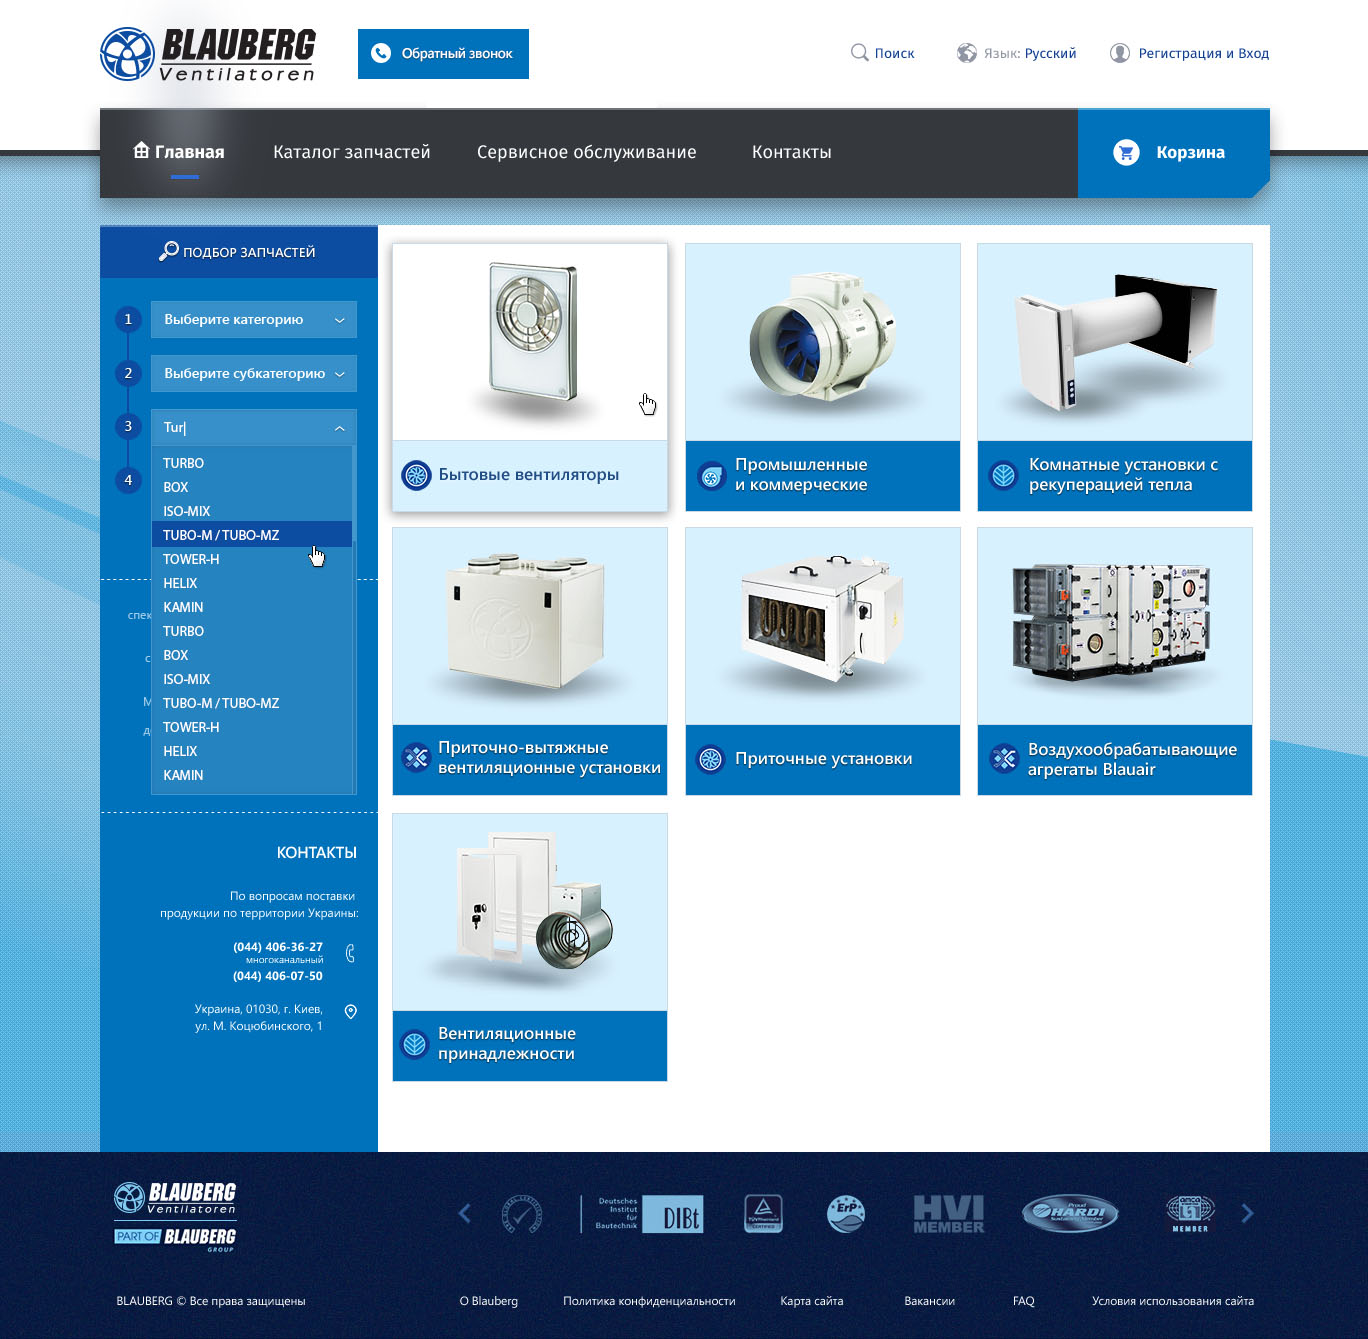 BLAUBERG
Ventilatoren
Обратный звонок
Поиск
Язык: Русский
Регистрация и Вход
Главная
Каталог запчастей
Сервисное обслуживание
Контакты
Корзина
ПОДБОР ЗАПЧАСТЕЙ
1
Выберите категорию
2
Выберите субкатегорию
3
Tur
4
TURBO
BOX
ISO-MIX
TUBO-M / TUBO-MZ
TOWER-H
HELIX
KAMIN
TURBO
BOX
ISO-MIX
TUBO-M / TUBO-MZ
TOWER-H
HELIX
KAMIN
КОНТАКТЫ
По вопросам поставки
продукции по территории Украины:
(044) 406-36-27
многоканальный
(044) 406-07-50
Украина, 01030, г. Киев,
ул. М. Коцюбинского, 1
Бытовые вентиляторы
Промышленные
и коммерческие
Комнатные установки с
рекуперацией тепла
Приточно-вытяжные
вентиляционные установки
Приточные установки
BLAUBERG
Воздухообрабатывающие
агрегаты Blauair
Вентиляционные
принадлежности
BLAUBERG
Ventilatoren
PART OF BLAUBERG
GROUP
Deutsches
Institut
für
Bautechnik
DIBt
ErP
HVI
MEMBER
Proud
HARDI
Sustaining Member
MEMBER
BLAUBERG © Все права защищены
О Blauberg
Политика конфиденциальности
Карта сайта
Вакансии
FAQ
Условия использования сайта